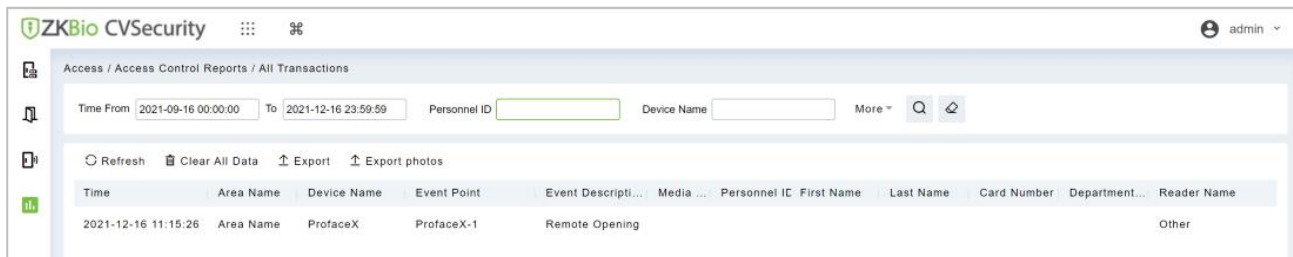 ZKBio CVSecurity admin
Access / Access Control Reports / All Transactions
Time From 2021-09-16 00:00:00 To 2021-12-16 23:59:59 Personnel ID Device Name More
Refresh Clear All Data Export Export photos
Time Area Name Device Name Event Point Event Descripti... Media ... Personnel ID First Name Last Name Card Number Department... Reader Name
2021-12-16 11:15:26 Area Name ProfaceX ProfaceX-1 Remote Opening Other